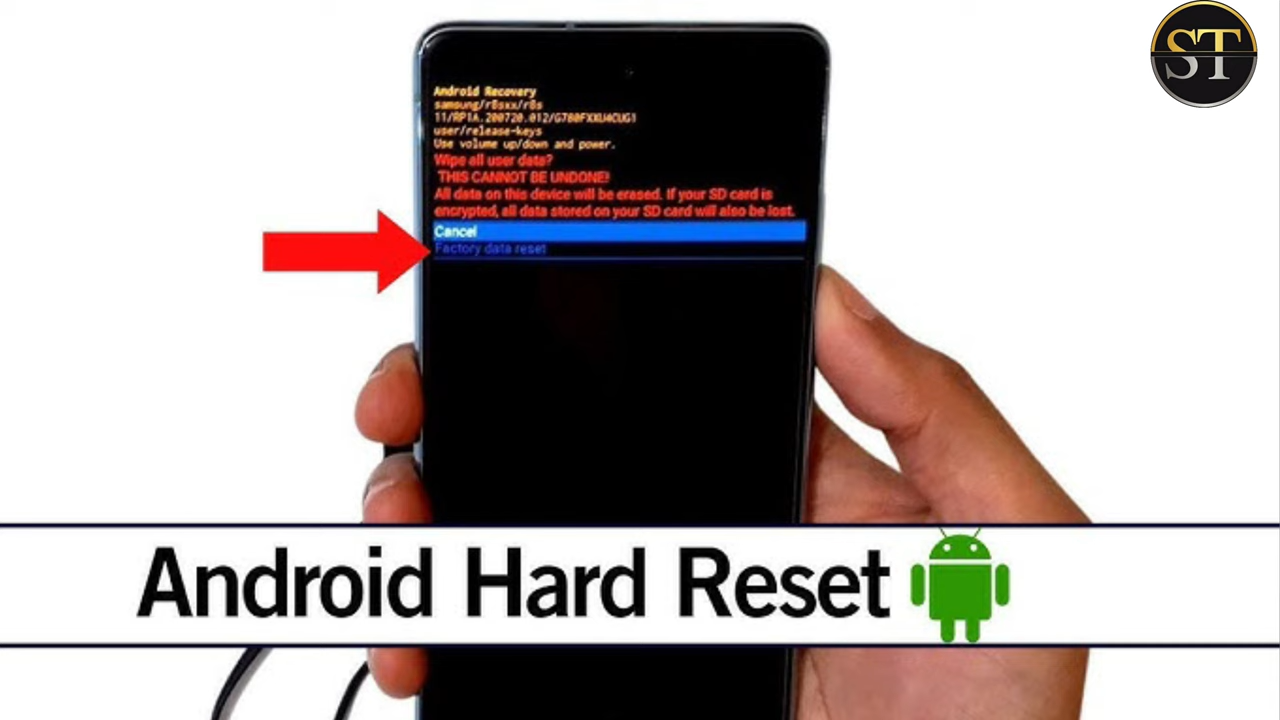 ST
Android Recovery
samsung/r8sxx/r8s
11/RP1A.200720.012/G780FXXU4CUG1
user/release-keys
Use volume up/down and power.
Wipe all user data?
THIS CANNOT BE UNDONE!
All data on this device will be erased. If your SD card is
encrypted, all data stored on your SD card will also be lost.
Cancel
Factory data reset
Android Hard Reset